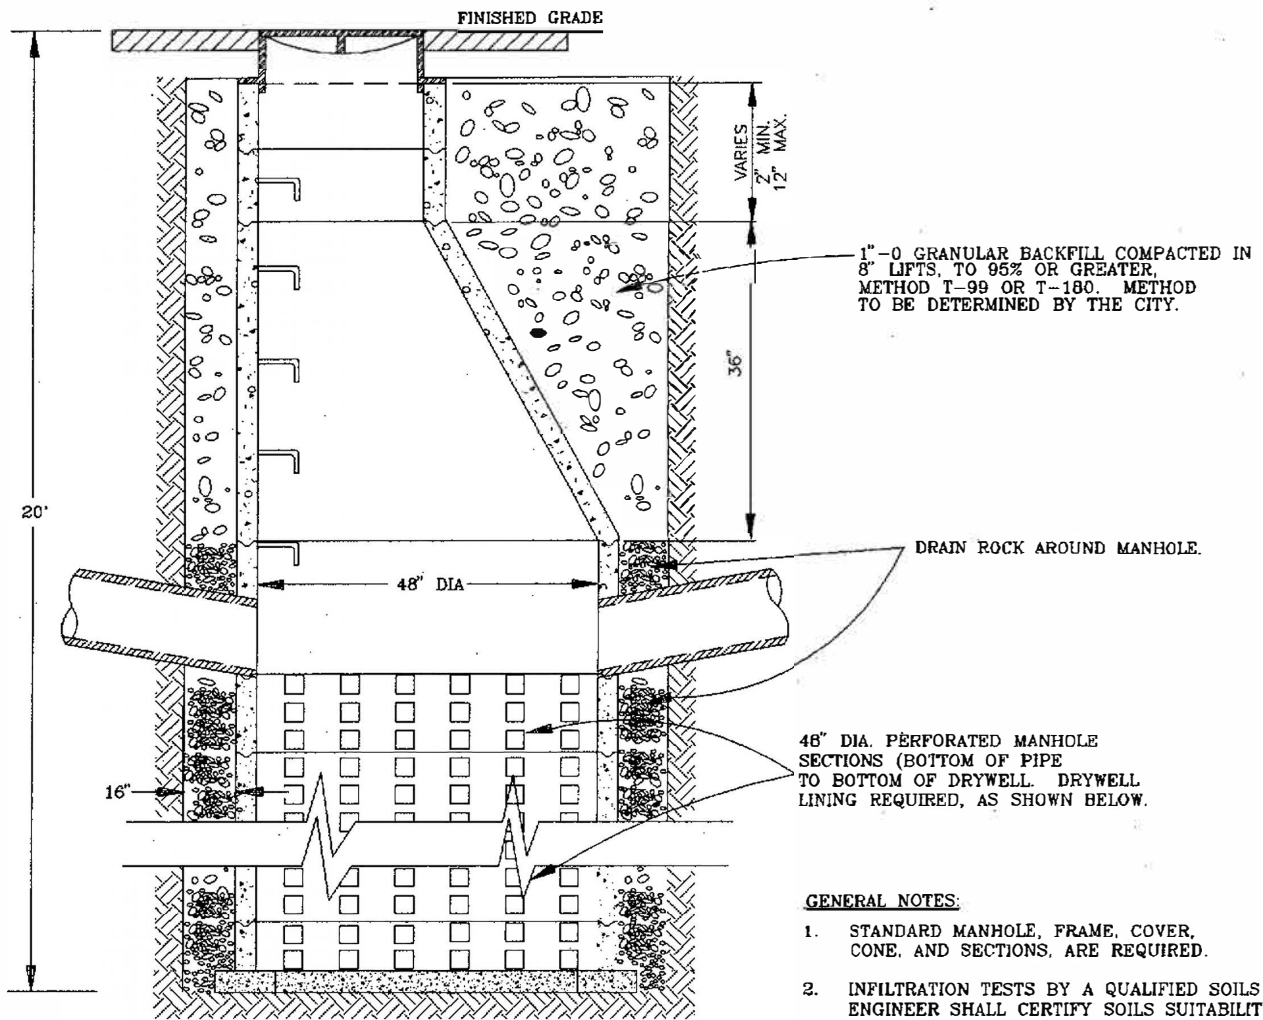 FINISHED GRADE
VARIES
2" MIN.
12" MAX.
1"-0 GRANULAR BACKFILL COMPACTED IN
8" LIFTS, TO 95% OR GREATER,
METHOD T-99 OR T-180. METHOD
TO BE DETERMINED BY THE CITY.
36"
20'
DRAIN ROCK AROUND MANHOLE.
48" DIA
48" DIA. PERFORATED MANHOLE
SECTIONS (BOTTOM OF PIPE
TO BOTTOM OF DRYWELL. DRYWELL
LINING REQUIRED, AS SHOWN BELOW.
16"
GENERAL NOTES:
1. STANDARD MANHOLE, FRAME, COVER,
CONE, AND SECTIONS, ARE REQUIRED.
2. INFILTRATION TESTS BY A QUALIFIED SOILS
ENGINEER SHALL CERTIFY SOILS SUITABILIT